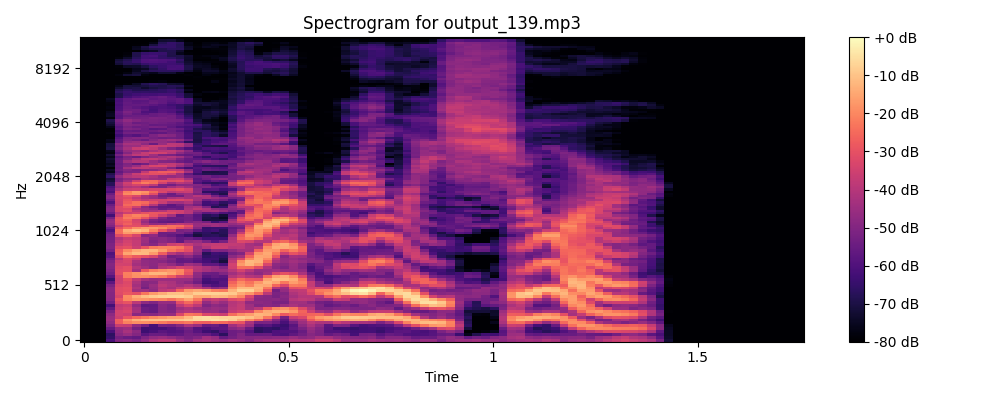 Spectrogram for output_139.mp3
+0 dB
8192
-10 dB
4096
-20 dB
-30 dB
2048
-40 dB
Hz
1024
-50 dB
512
-60 dB
-70 dB
0
-80 dB
0
0.5
1
1.5
Time